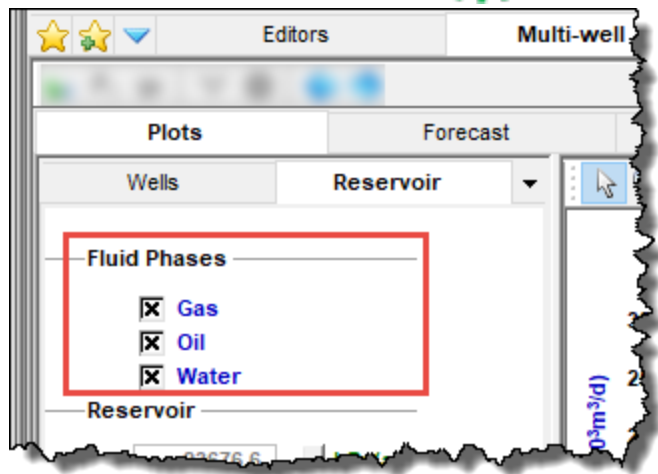 Editors Multi-well
Plots Forecast
Wells Reservoir
Fluid Phases
Gas
Oil
Water
Reservoir